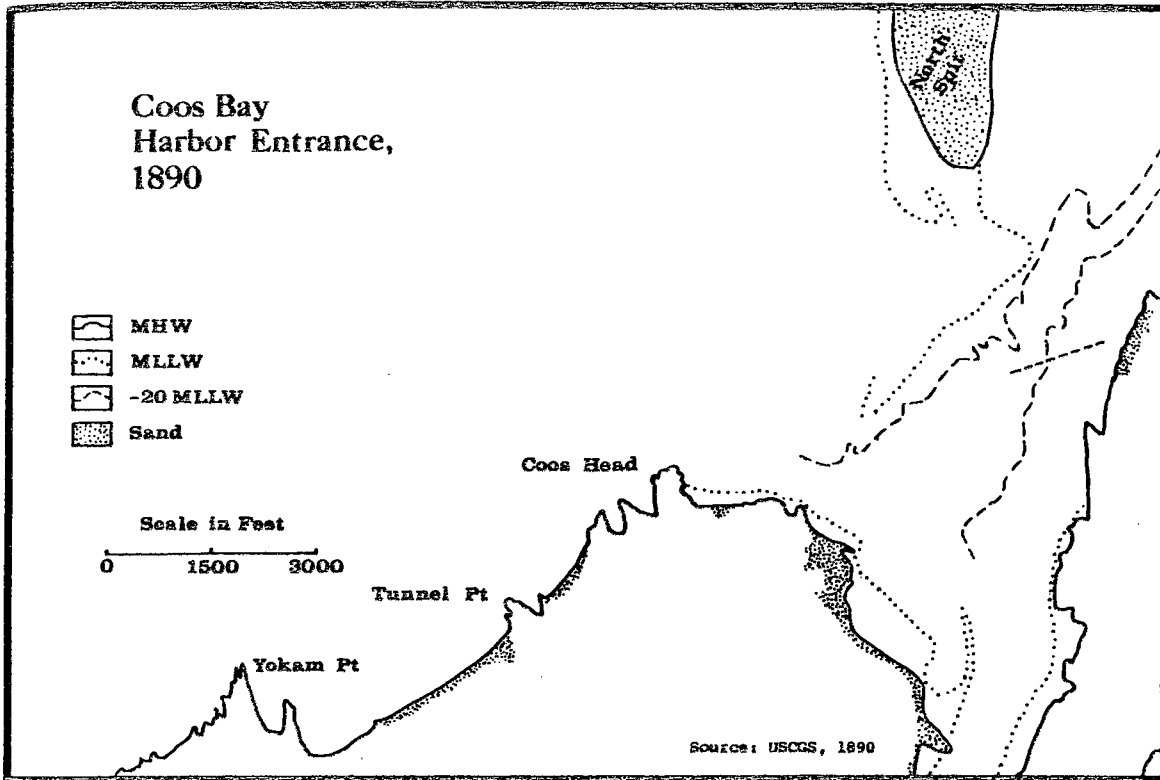 Coos Bay
Harbor Entrance,
1890
North
Spit
MHW
MLLW
-20 MLLW
Sand
Coos Head
Scale in Feet
0 1500 3000
Tunnel Pt
Yokam Pt
Source: USCGS, 1890